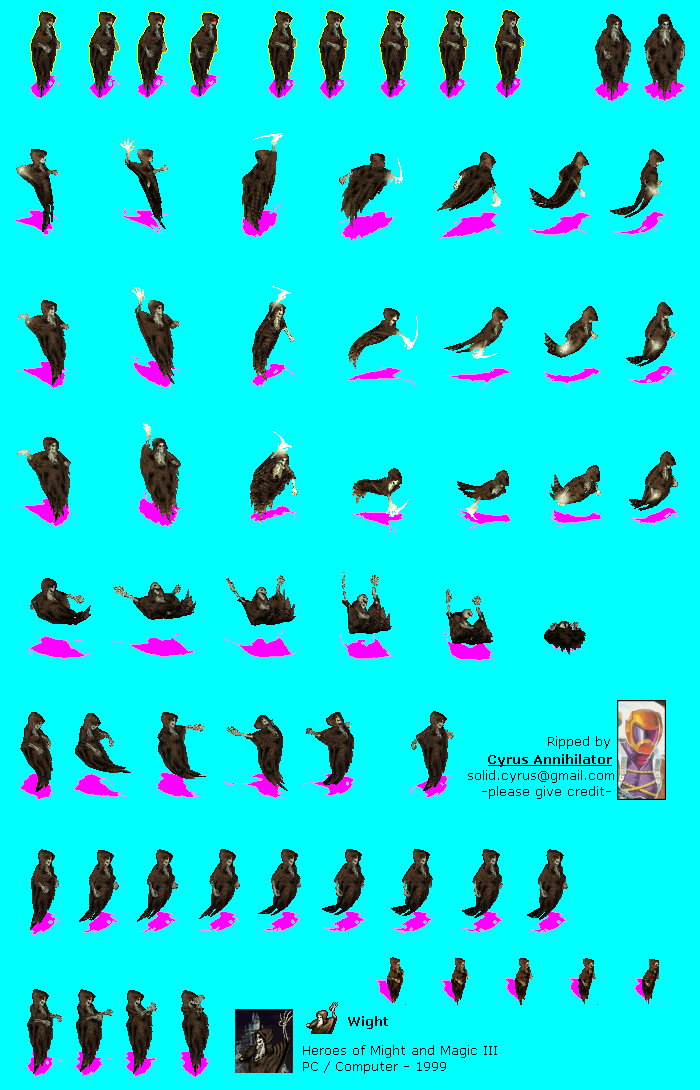 Ripped by
Cyrus Annihilator
solid.cyrus@gmail.com
-please give credit-
Wight
Heroes of Might and Magic III
PC / Computer - 1999